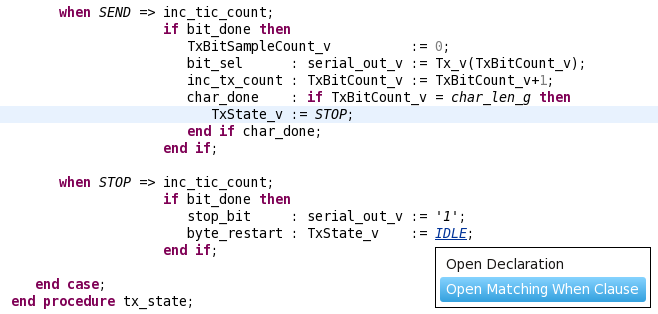 when SEND => inc_tic_count;
if bit_done then
TxBitSampleCount_v := 0;
bit_sel : serial_out_v := Tx_v(TxBitCount_v);
inc_tx_count : TxBitCount_v := TxBitCount_v+1;
char_done : if TxBitCount_v = char_len_g then
TxState_v := STOP;
end if char_done;
end if;
when STOP => inc_tic_count;
if bit_done then
stop_bit : serial_out_v := '1';
byte_restart : TxState_v := IDLE;
end if;
Open Declaration
Open Matching When Clause
end case;
end procedure tx_state;